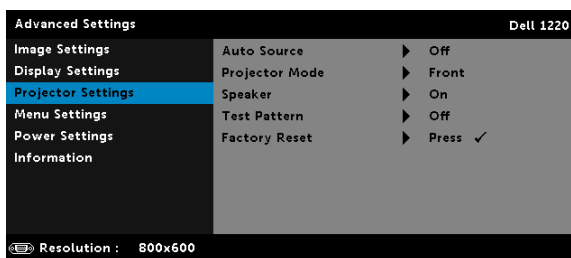 Advanced Settings Dell 1220
Image Settings Auto Source Off
Display Settings Projector Mode Front
Projector Settings Speaker On
Menu Settings Test Pattern Off
Power Settings Factory Reset Press ✓
Information
Resolution : 800x600